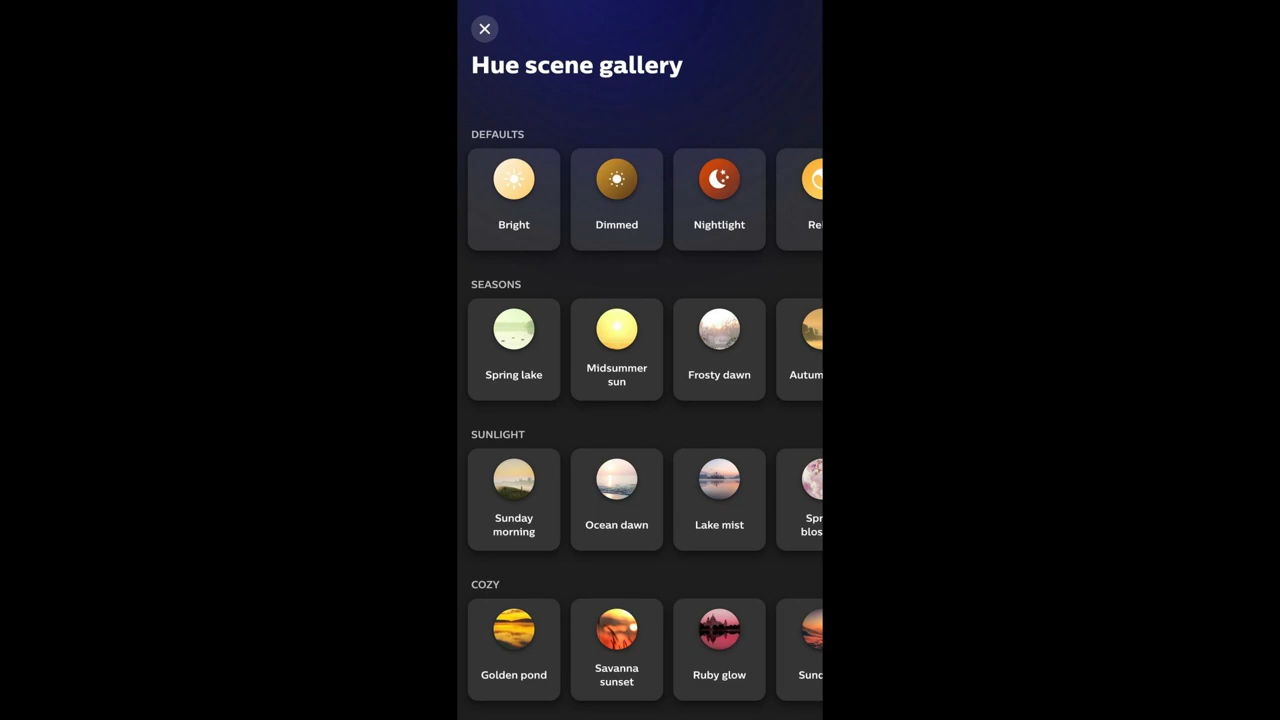 Hue scene gallery
DEFAULTS
Bright
Dimmed
Nightlight
SEASONS
Spring lake
Midsummer
sun
Frosty dawn
SUNLIGHT
Sunday
morning
Ocean dawn
Lake mist
COZY
Golden pond
Savanna
sunset
Ruby glow